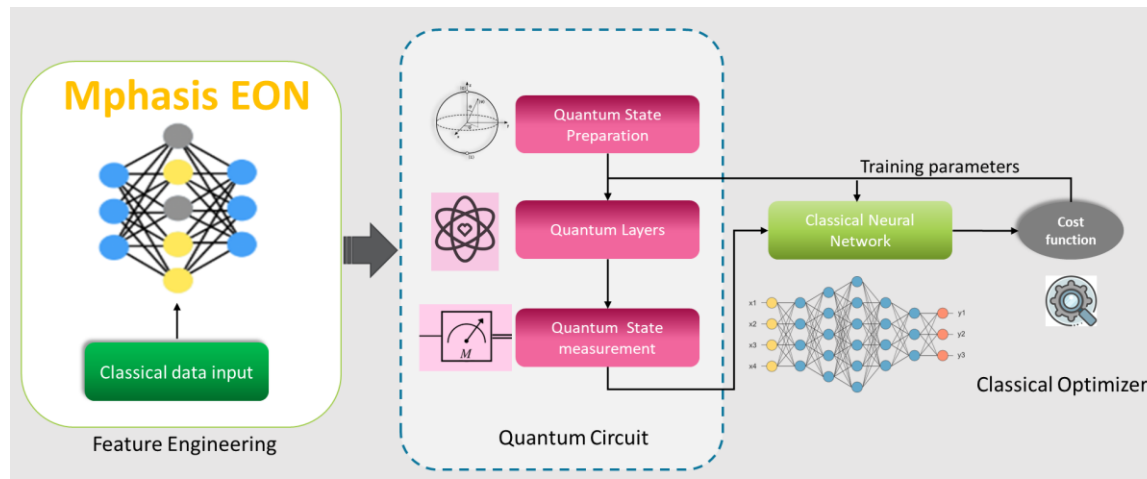 Mphasis EON
Classical data input
Feature Engineering
Quantum State
Preparation
Quantum Layers
M
Quantum State
measurement
Quantum Circuit
Training parameters
Classical Neural
Network
Cost
function
x1
x2
x3
x4
y1
y2
y3
Classical Optimizer